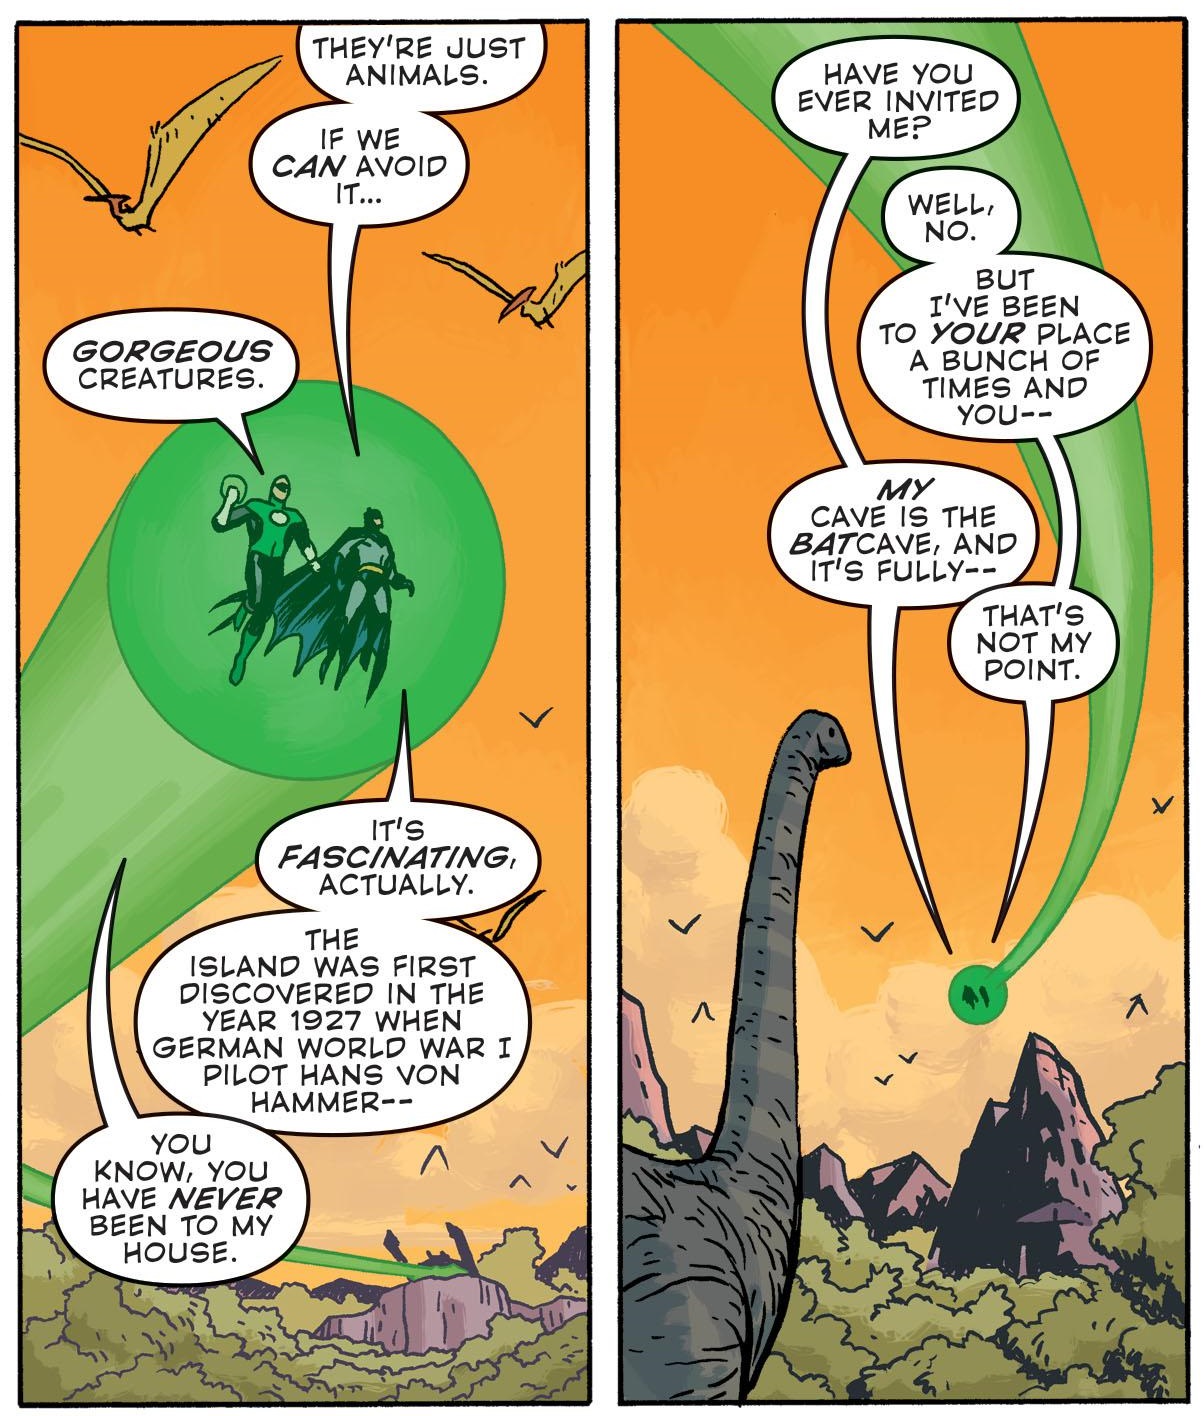 THEY'RE JUST
ANIMALS.
IF WE
CAN AVOID
IT...
GORGEOUS
CREATURES.
IT'S
FASCINATING,
ACTUALLY.
THE
ISLAND WAS FIRST
DISCOVERED IN THE
YEAR 1927 WHEN
GERMAN WORLD WAR I
PILOT HANS VON
HAMMER--
YOU
KNOW, YOU
HAVE NEVER
BEEN TO MY
HOUSE.
HAVE YOU
EVER INVITED
ME?
WELL,
NO.
BUT
I'VE BEEN
TO YOUR PLACE
A BUNCH OF
TIMES AND
YOU--
MY
CAVE IS THE
BATCAVE, AND
IT'S FULLY--
THAT'S
NOT MY
POINT.